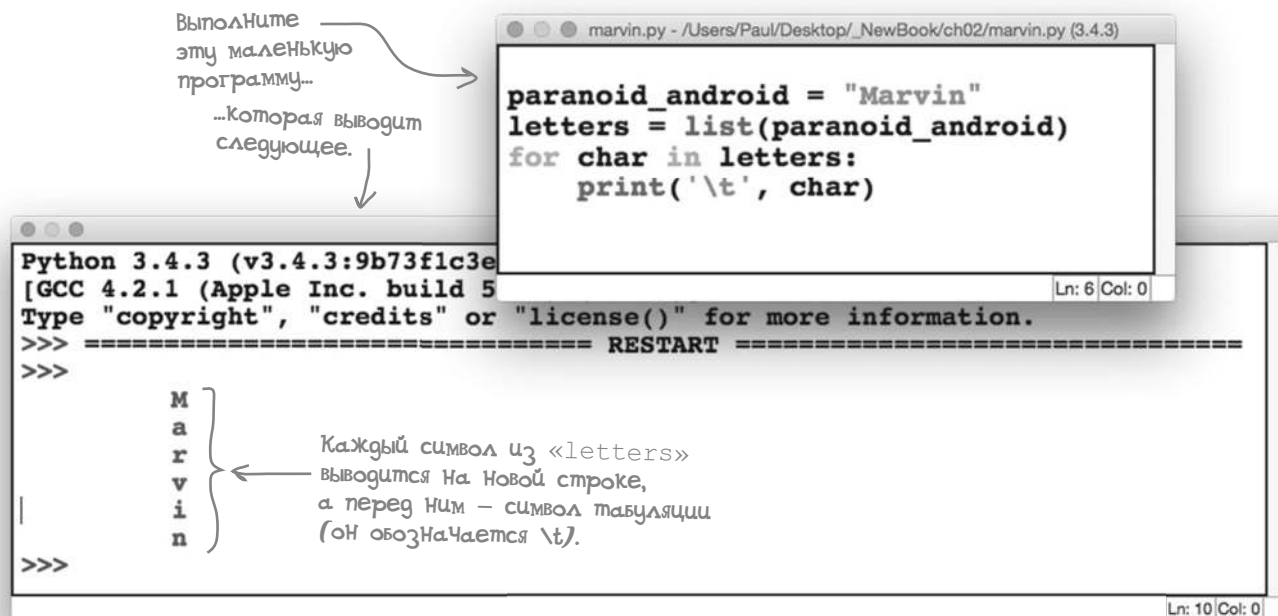 Выполните
эту маленькую
программу...
...которая выводит
следующее.
marvin.py - /Users/Paul/Desktop/_NewBook/ch02/marvin.py (3.4.3)
paranoid_android = "Marvin"
letters = list(paranoid_android)
for char in letters:
    print('\t', char)
Ln: 6 Col: 0
Python 3.4.3 (v3.4.3:9b73f1c3e
[GCC 4.2.1 (Apple Inc. build 5
Type "copyright", "credits" or "license()" for more information.
>>> ================================ RESTART ================================
>>>
M
a
r
v
i
n
Каждый символ из «letters»
выводится на новой строке,
а перед ним – символ табуляции
(он обозначается \t).
>>>
Ln: 10 Col: 0